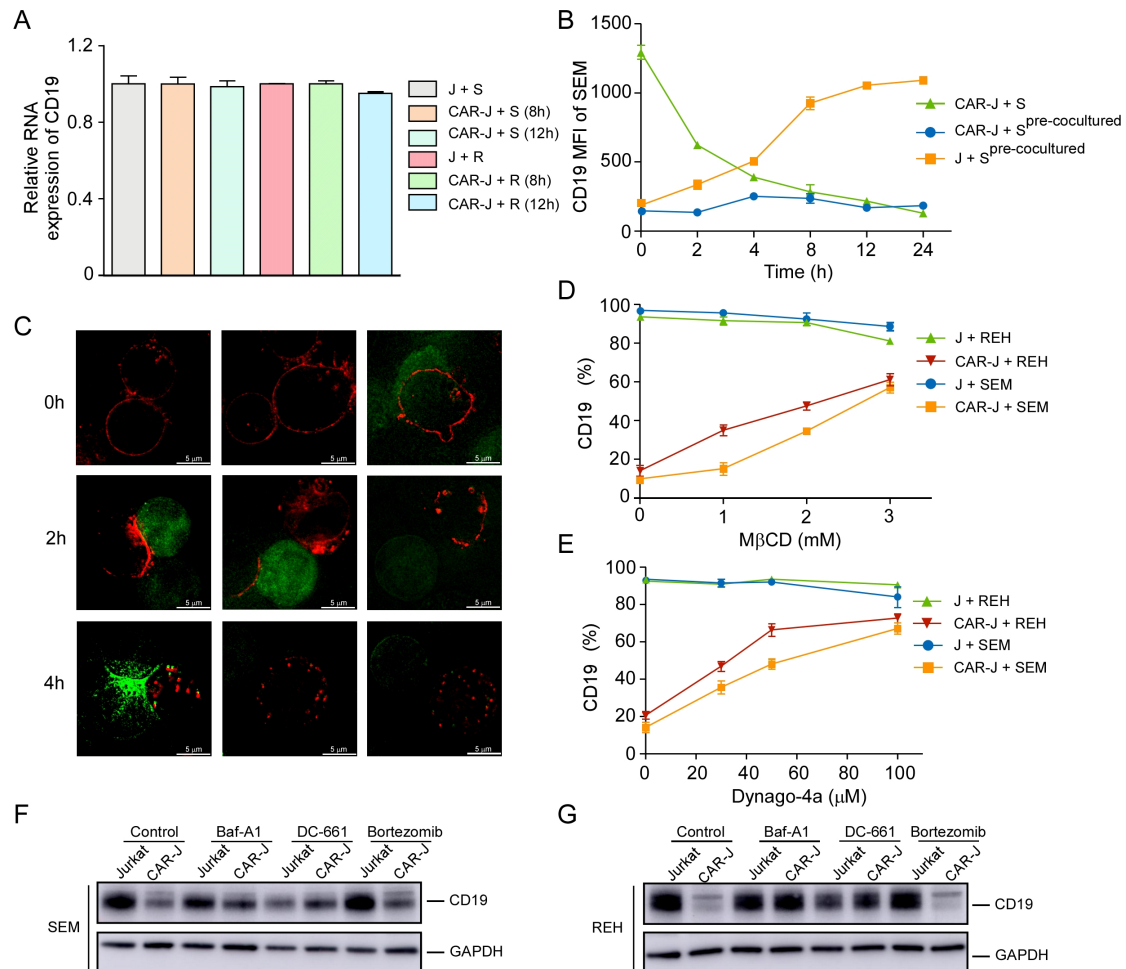 A
Relative RNA
expression of CD19
1.2
0.8
0.4
0
J + S
CAR-J + S (8h)
CAR-J + S (12h)
J + R
CAR-J + R (8h)
CAR-J + R (12h)
B
CD19 MFI of SEM
1500
1000
500
0
0 2 4 8 12 24
Time (h)
CAR-J + S
CAR-J + Spre-cocultured
J + Spre-cocultured
C
0h
5 μm 5 μm 5 μm
2h
5 μm 5 μm 5 μm
4h
5 μm 5 μm 5 μm
D
CD19 (%)
100
80
60
40
20
0
0 1 2 3
MβCD (mM)
J + REH
CAR-J + REH
J + SEM
CAR-J + SEM
E
CD19 (%)
100
80
60
40
20
0
0 20 40 60 80 100
Dynago-4a (μM)
J + REH
CAR-J + REH
J + SEM
CAR-J + SEM
F
Control Baf-A1 DC-661 Bortezomib
Jurkat CAR-J Jurkat CAR-J Jurkat CAR-J Jurkat CAR-J
SEM
CD19
GAPDH
G
Control Baf-A1 DC-661 Bortezomib
Jurkat CAR-J Jurkat CAR-J Jurkat CAR-J Jurkat CAR-J
REH
CD19
GAPDH